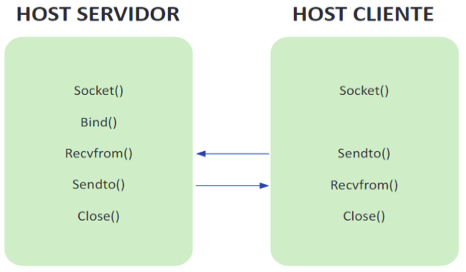 HOST SERVIDOR
Socket()
Bind()
Recvfrom()
Sendto()
Close()
HOST CLIENTE
Socket()
Sendto()
Recvfrom()
Close()